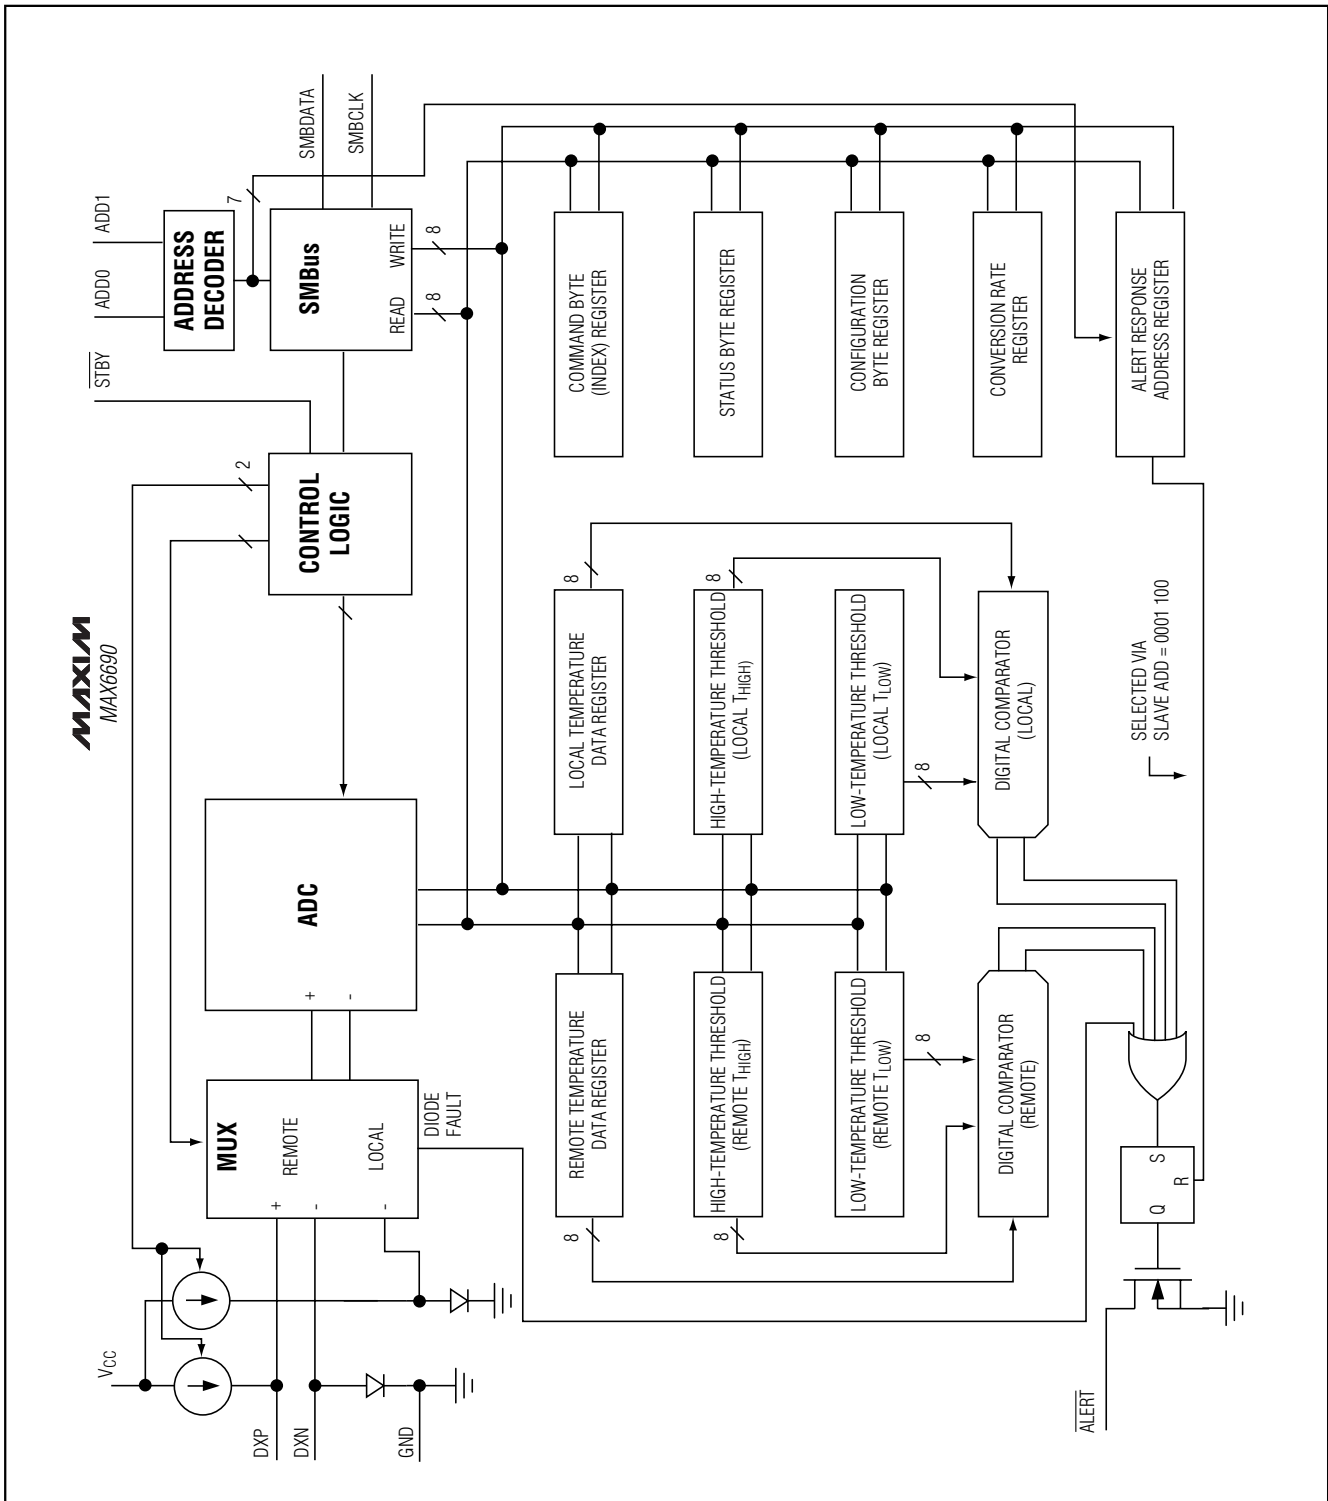 MAXIM
MAX6690
VCC
DXP
DXN
GND
+
-
-
MUX
REMOTE
LOCAL
DIODE
FAULT
+
-
ADC
2
CONTROL
LOGIC
STBY
ADD0
ADD1
ADDRESS
DECODER
7
SMBus
READ
WRITE
8
8
SMBDATA
SMBCLK
REMOTE TEMPERATURE
DATA REGISTER
8
HIGH-TEMPERATURE THRESHOLD
(REMOTE THIGH)
8
LOW-TEMPERATURE THRESHOLD
(REMOTE TLOW)
8
DIGITAL COMPARATOR
(REMOTE)
LOCAL TEMPERATURE
DATA REGISTER
8
HIGH-TEMPERATURE THRESHOLD
(LOCAL THIGH)
8
LOW-TEMPERATURE THRESHOLD
(LOCAL TLOW)
8
DIGITAL COMPARATOR
(LOCAL)
COMMAND BYTE
(INDEX) REGISTER
STATUS BYTE REGISTER
CONFIGURATION
BYTE REGISTER
CONVERSION RATE
REGISTER
ALERT RESPONSE
ADDRESS REGISTER
SELECTED VIA
SLAVE ADD = 0001 100
ALERT
Q
S
R